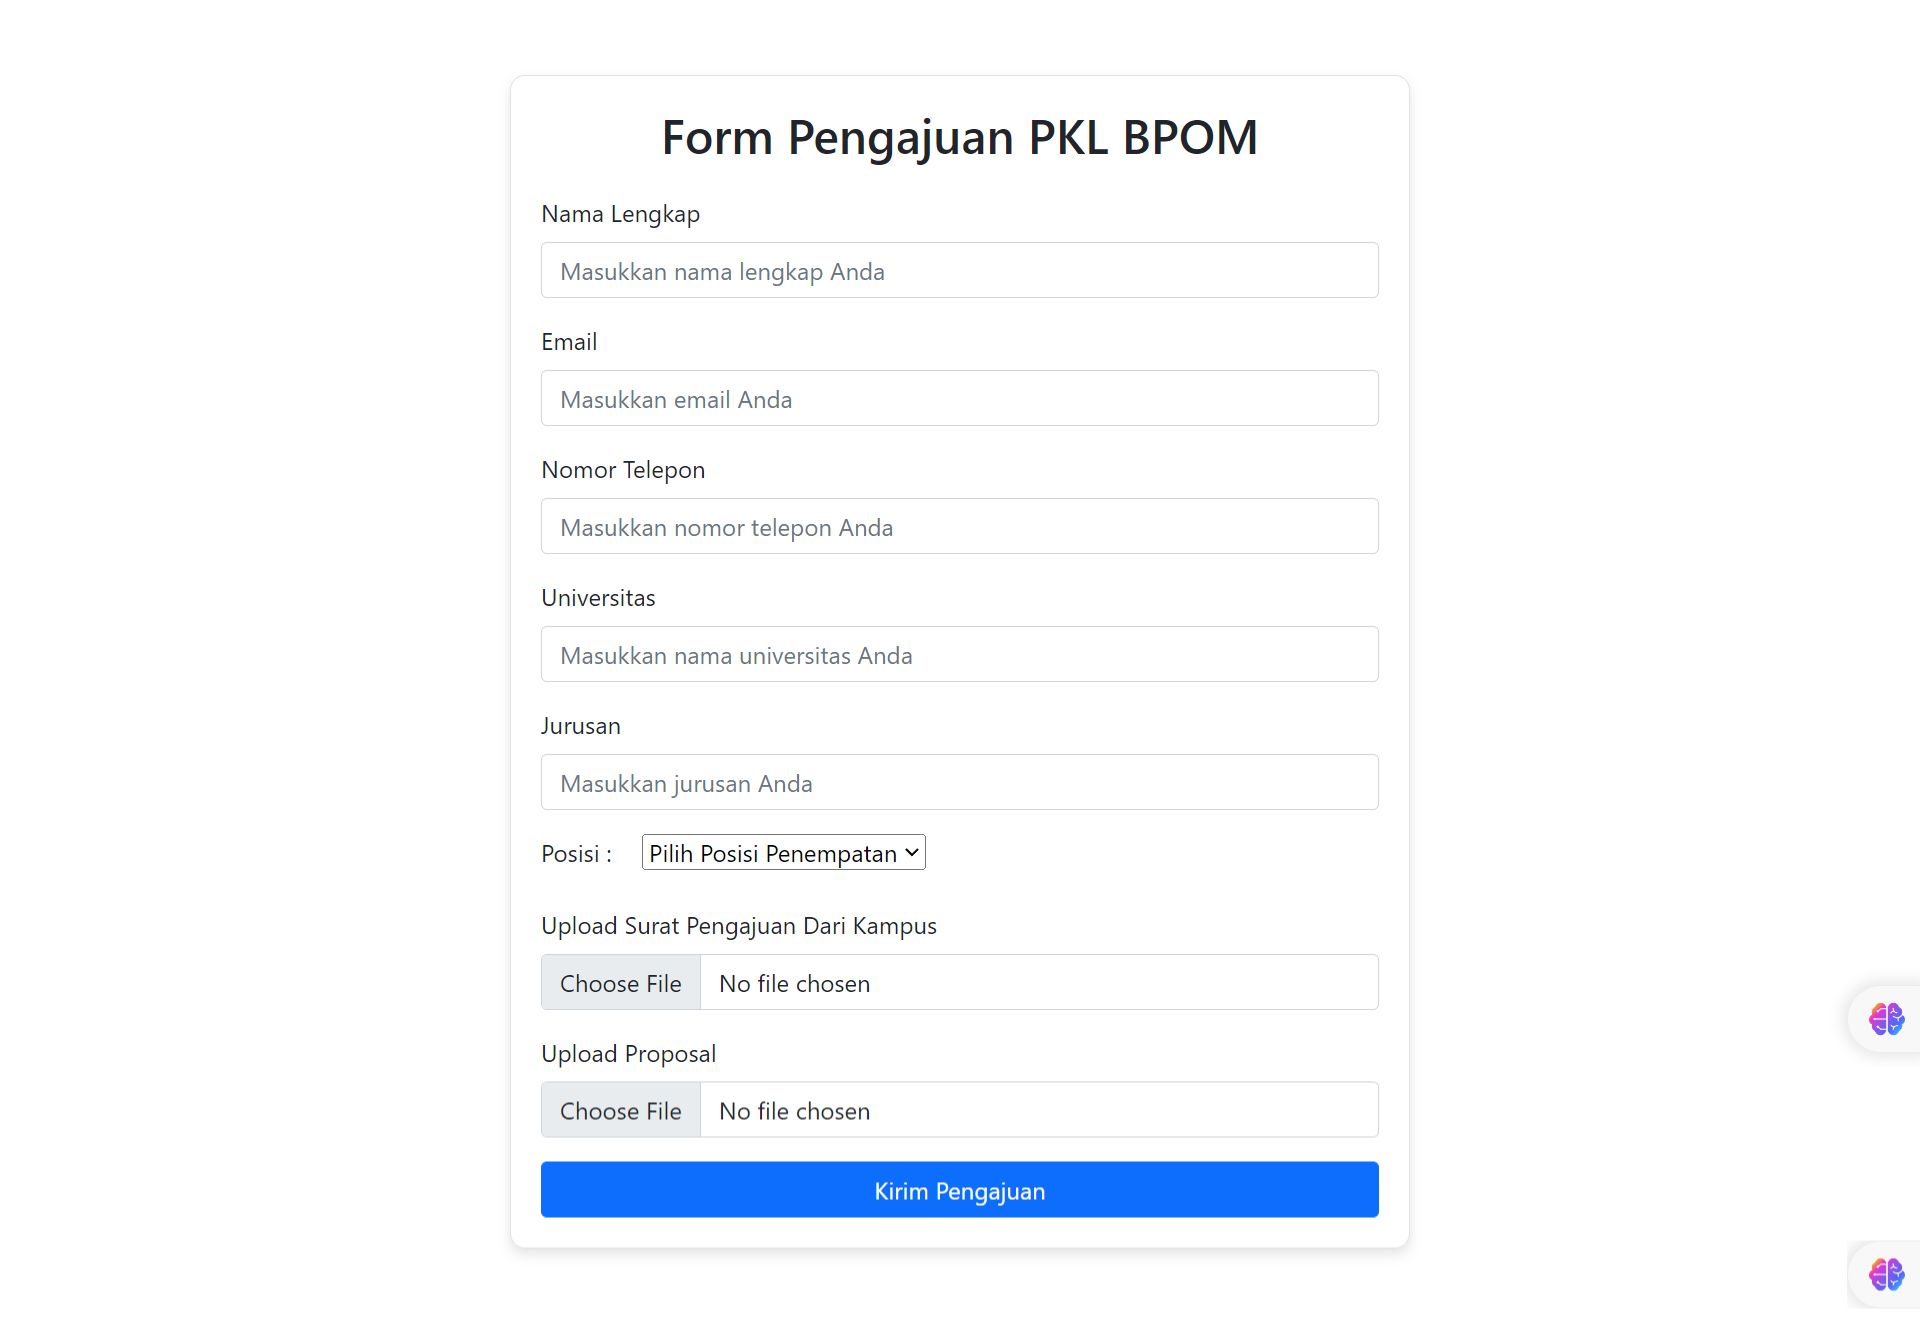 Form Pengajuan PKL BPOM
Nama Lengkap
Masukkan nama lengkap Anda
Email
Masukkan email Anda
Nomor Telepon
Masukkan nomor telepon Anda
Universitas
Masukkan nama universitas Anda
Jurusan
Masukkan jurusan Anda
Posisi : Pilih Posisi Penempatan
Upload Surat Pengajuan Dari Kampus
Choose File No file chosen
Upload Proposal
Choose File No file chosen
Kirim Pengajuan